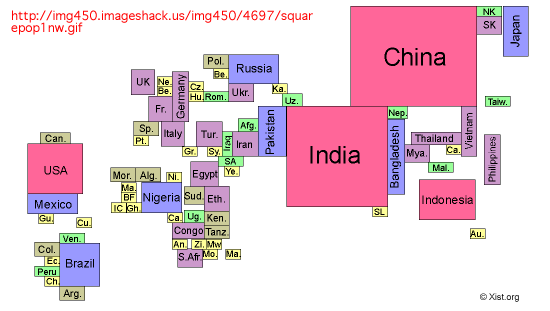 http://img450.imageshack.us/img450/4697/squar
epop1nw.gif
China
NK
SK
Japan
Taiw.
Pol.
Be.
Russia
UK
Ne.
Be.
Germany
Cz.
Hu.
Rom.
Ukr.
Ka.
Uz.
Fr.
Sp.
Pt.
Italy
Tur.
Gr.
Sy.
Iraq
Afg.
Iran
Pakistan
India
Nep.
Bangladesh
Thailand
Vietnam
Mya.
Ca.
Mal.
Philippines
Indonesia
SL
Au.
Can.
USA
Mexico
Gu.
Cu.
Ven.
Col.
Ec.
Peru
Ch.
Brazil
Arg.
SA
Ye.
Egypt
Mor.
Alg.
Ni.
Ma.
BF
IC
Gh.
Nigeria
Ca.
Sud.
Eth.
Ug.
Ken.
Congo
Tanz.
An.
Zi.
Mw
S.Afr.
Mo.
Ma.
© Xist.org